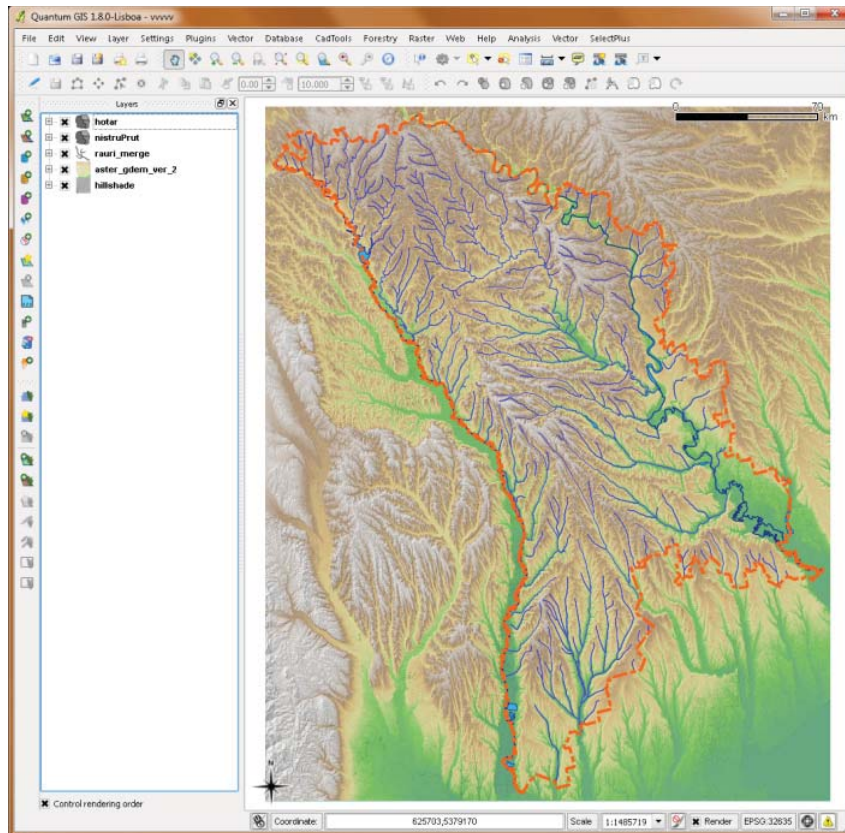 Quantum GIS 1.8.0-Lisboa - vvvvv
File Edit View Layer Settings Plugins Vector Database CadTools Forestry Raster Web Help Analysis Vector SelectPlus
0.00 10.000
Layers
hotar
nistruPrut
rauri_merge
aster_gdem_ver_2
hillshade
0 70
km
N
Control rendering order
Coordinate: 625703,5379170 Scale 1:1485719 Render EPSG:32635